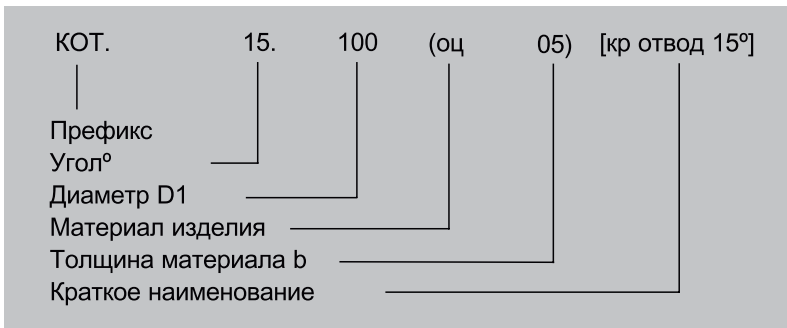 КОТ. 15. 100 (оц 05) [кр отвод 15º]
Префикс
Уголº
Диаметр D1
Материал изделия
Толщина материала b
Краткое наименование